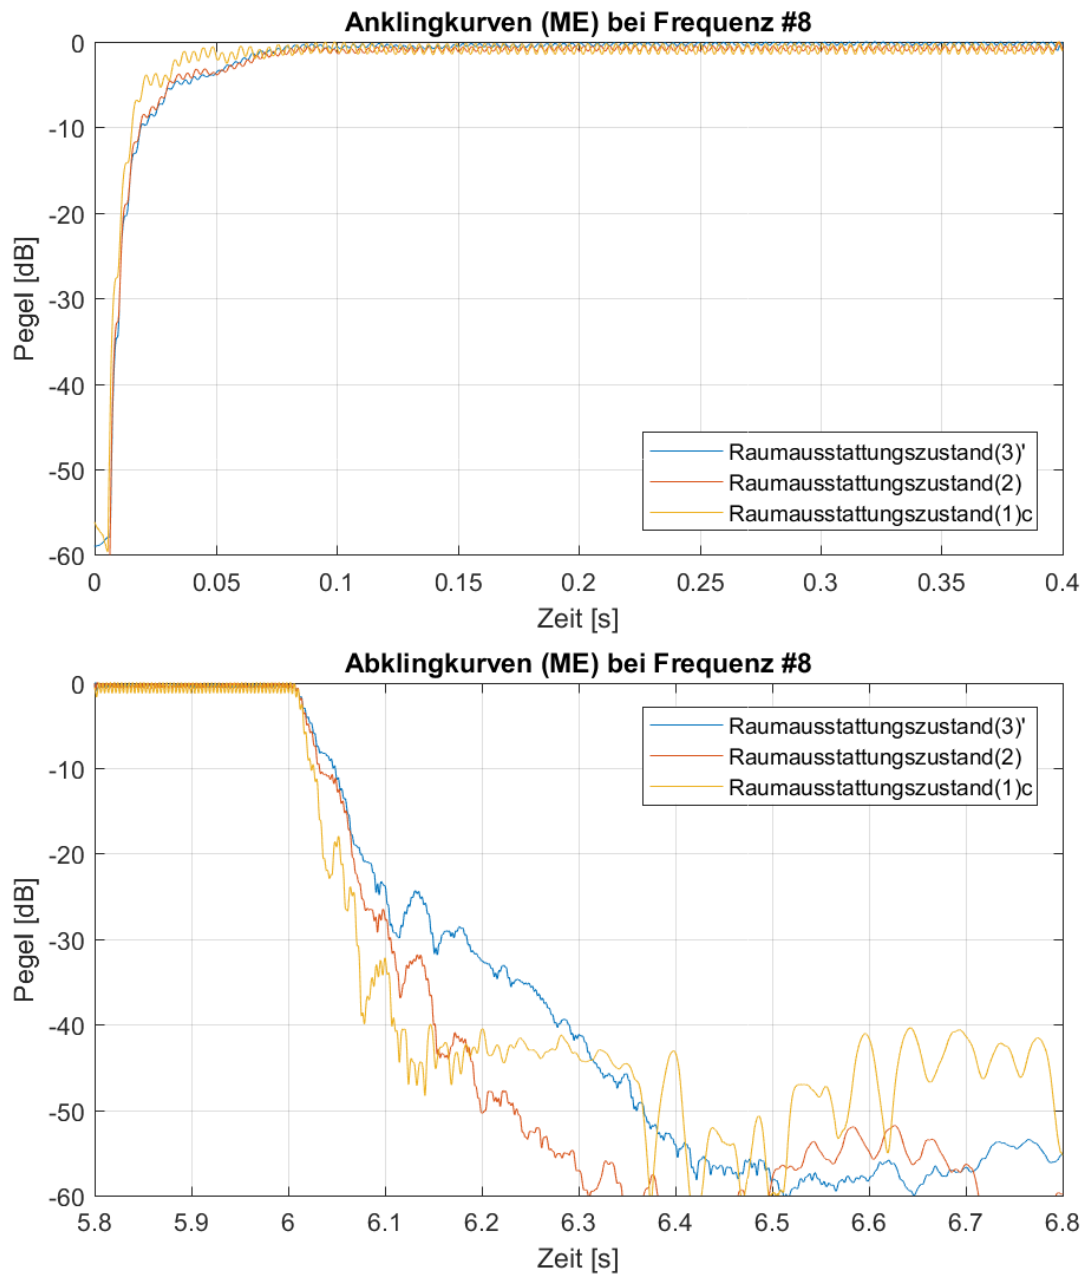 Anklingkurven (ME) bei Frequenz #8
0
-10
-20
-30
-40
-50
-60
Pegel [dB]
Raumausstattungszustand(3)'
Raumausstattungszustand(2)
Raumausstattungszustand(1)c
0 0.05 0.1 0.15 0.2 0.25 0.3 0.35 0.4
Zeit [s]
Abklingkurven (ME) bei Frequenz #8
0
-10
-20
-30
-40
-50
-60
Pegel [dB]
Raumausstattungszustand(3)'
Raumausstattungszustand(2)
Raumausstattungszustand(1)c
5.8 5.9 6 6.1 6.2 6.3 6.4 6.5 6.6 6.7 6.8
Zeit [s]